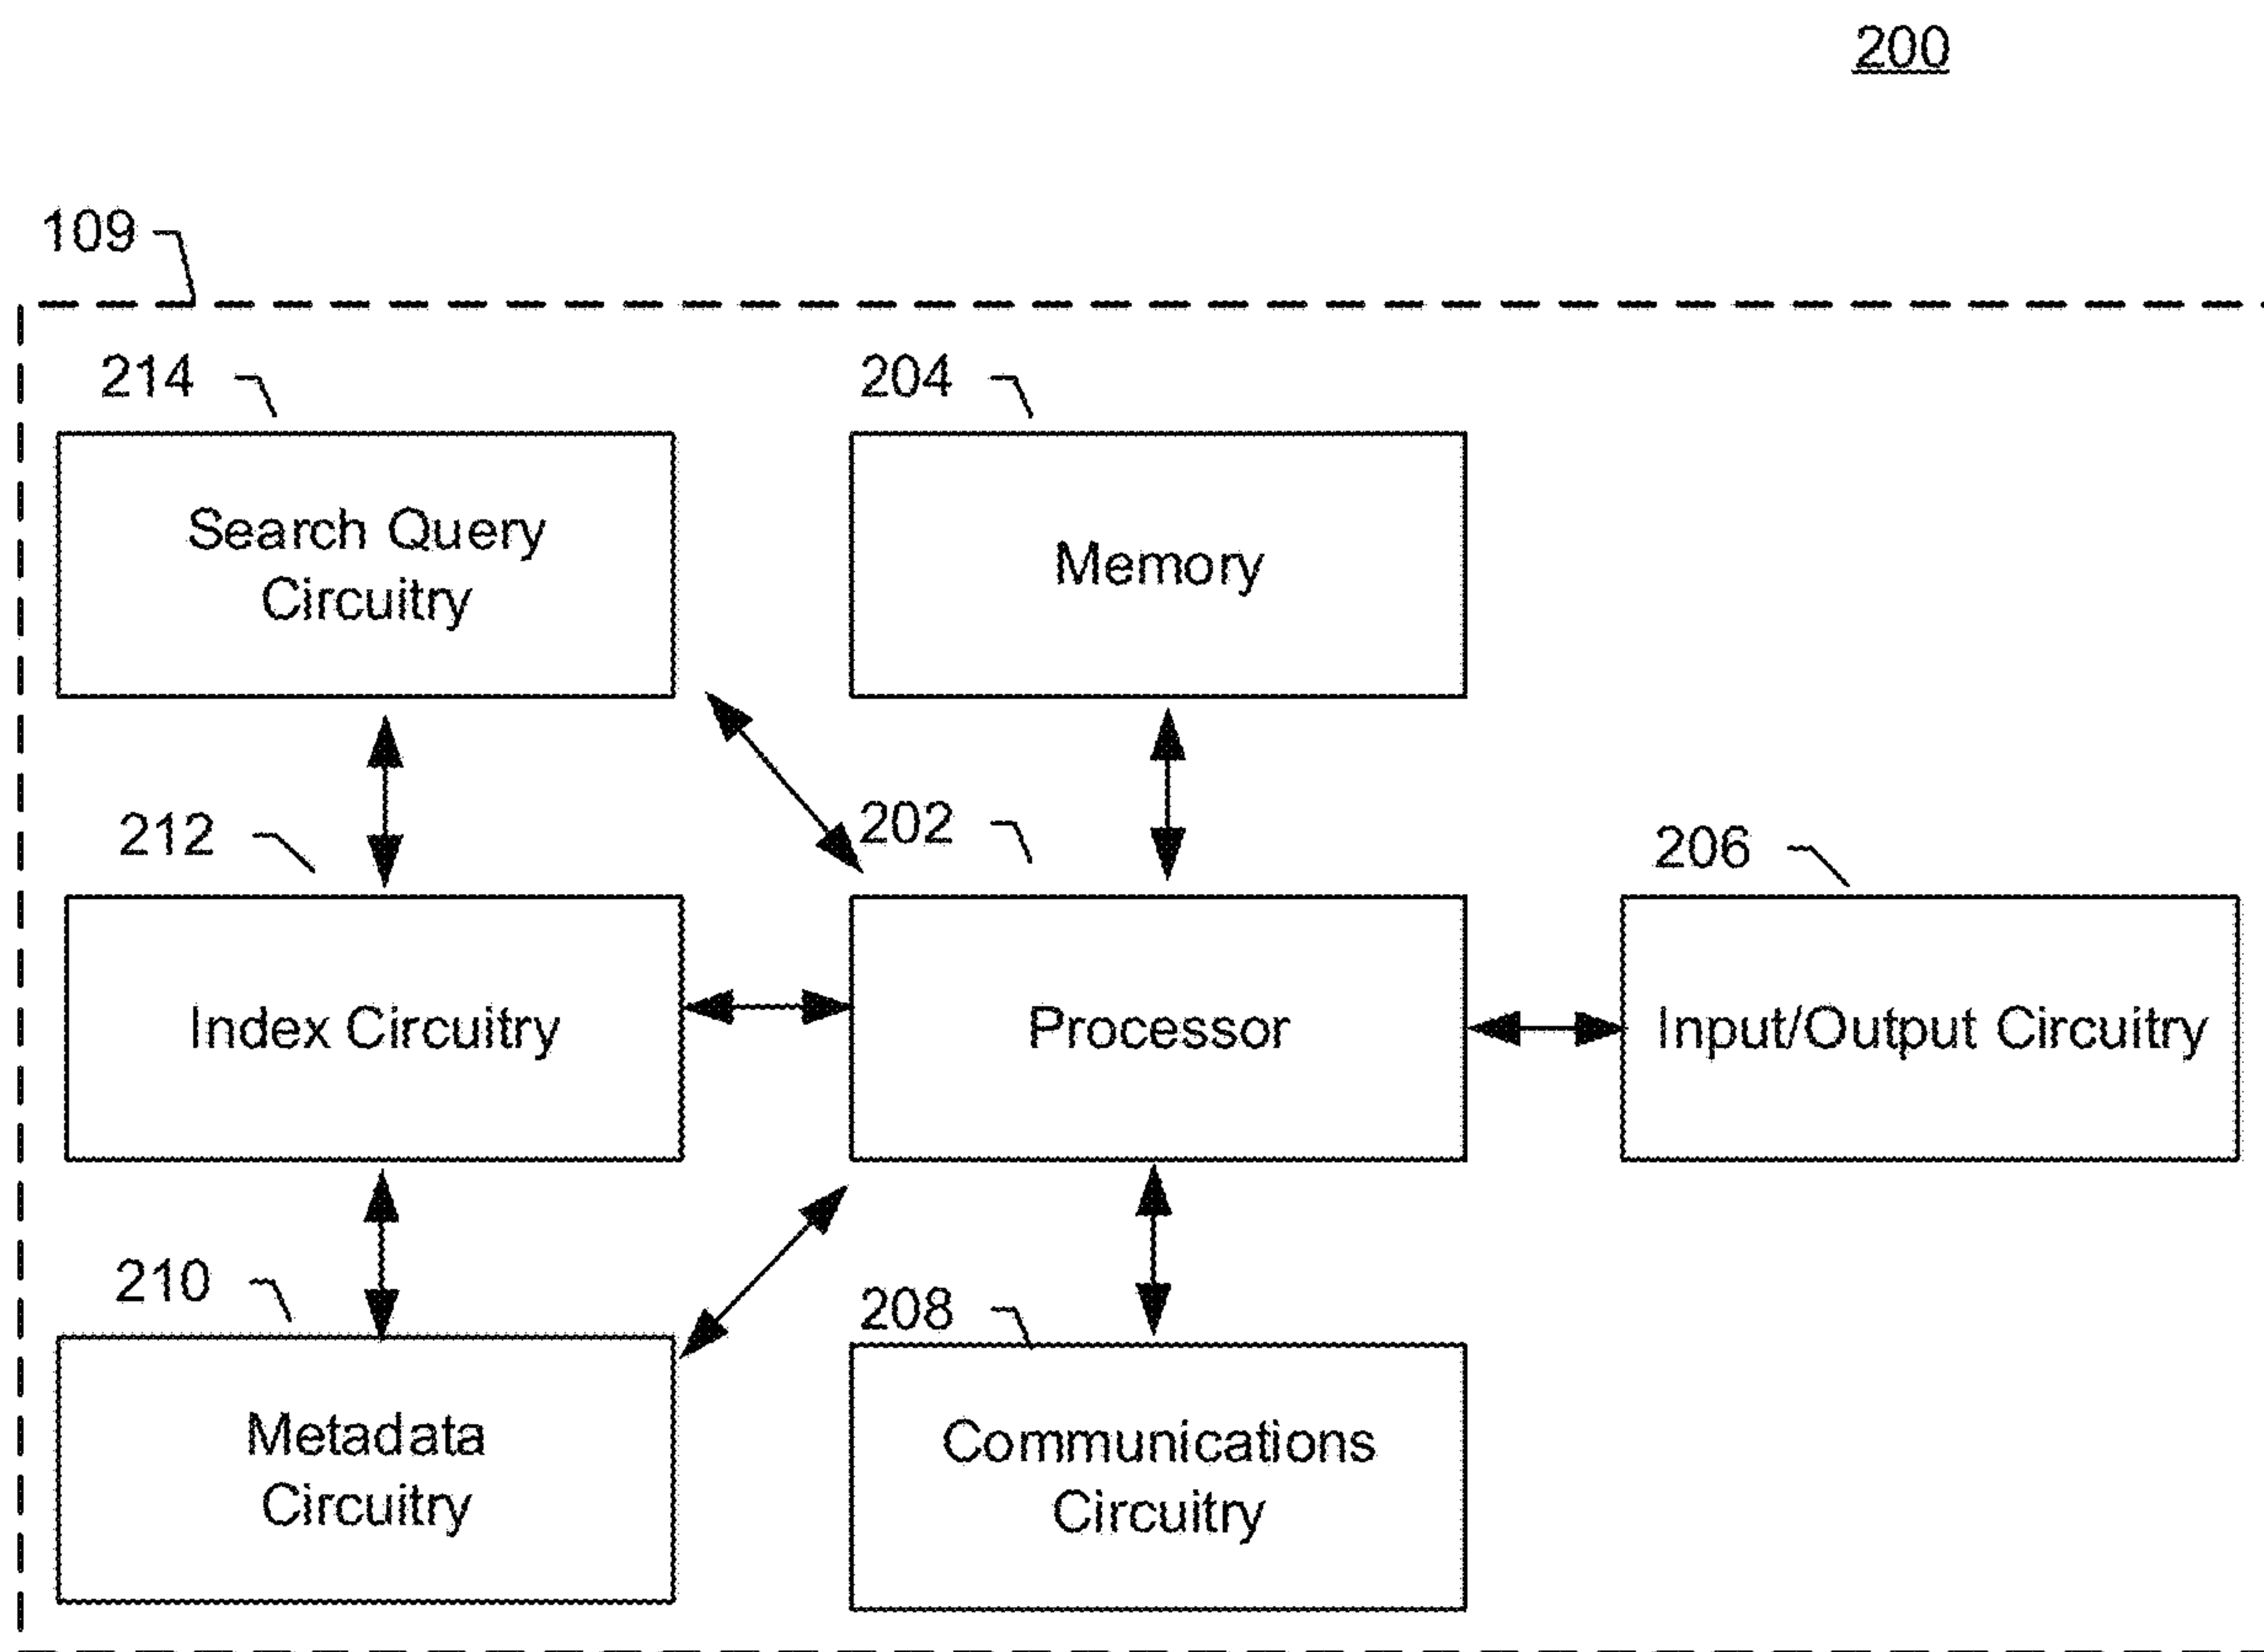 200
109
214
204
Search Query
Circuitry
Memory
212
202
206
Index Circuitry
Processor
Input/Output Circuitry
210
208
Metadata
Circuitry
Communications
Circuitry